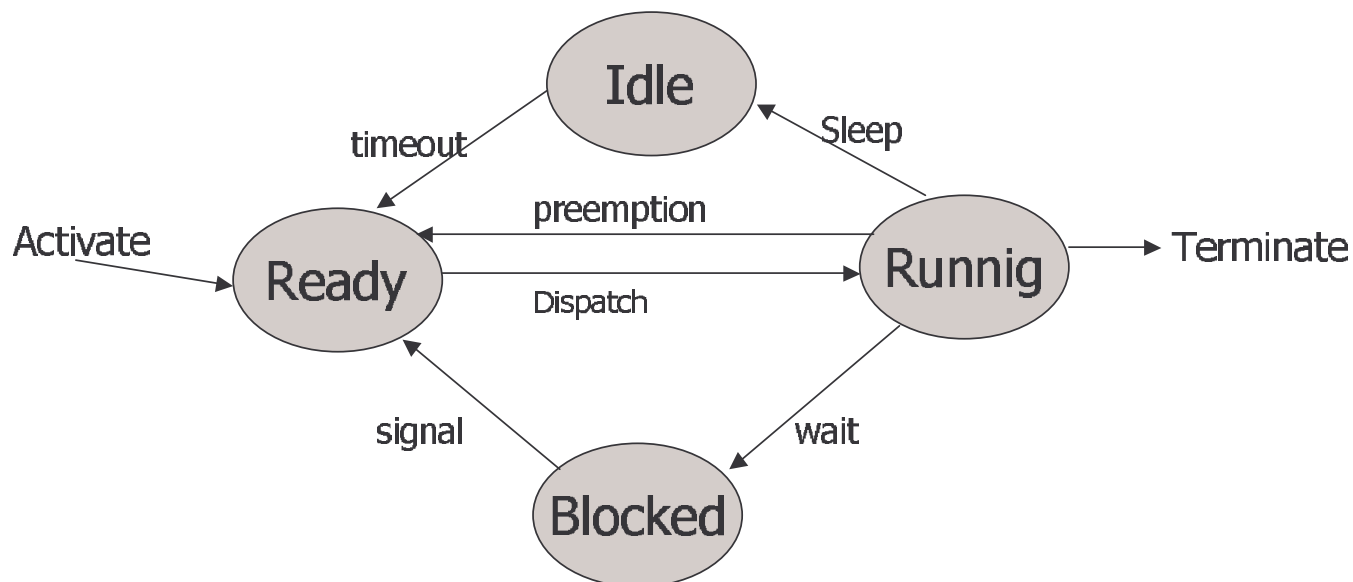 Idle
timeout
Sleep
preemption
Activate
Ready
Runnig
Terminate
Dispatch
signal
wait
Blocked